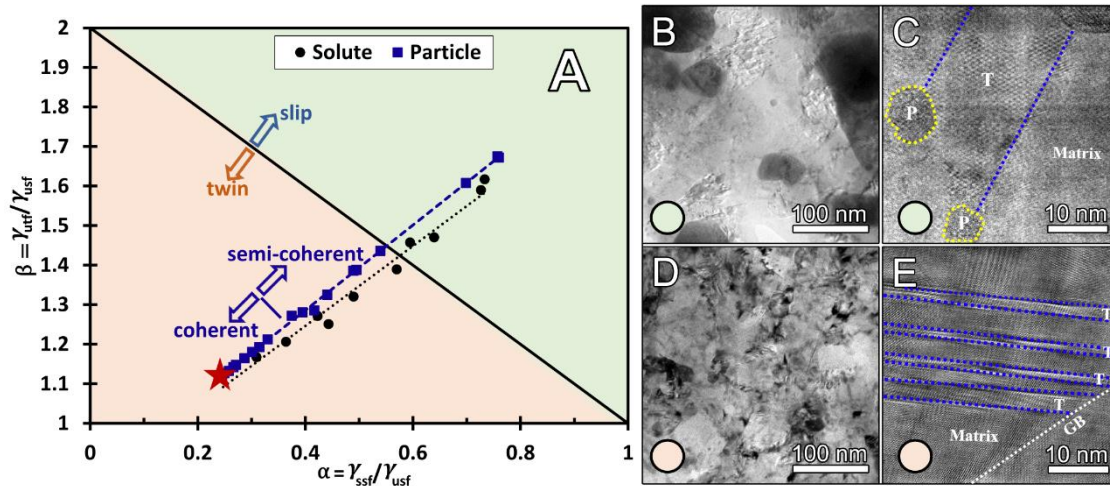 2
1.9
1.8
1.7
1.6
1.5
1.4
1.3
1.2
1.1
1
β = γutf/γusf
Solute Particle
A
slip
twin
semi-coherent
coherent
0 0.2 0.4 0.6 0.8 1
α = γssf/γusf
B
100 nm
C
T
P
Matrix
P
10 nm
D
100 nm
E
T
T
T
T
GB
Matrix
10 nm